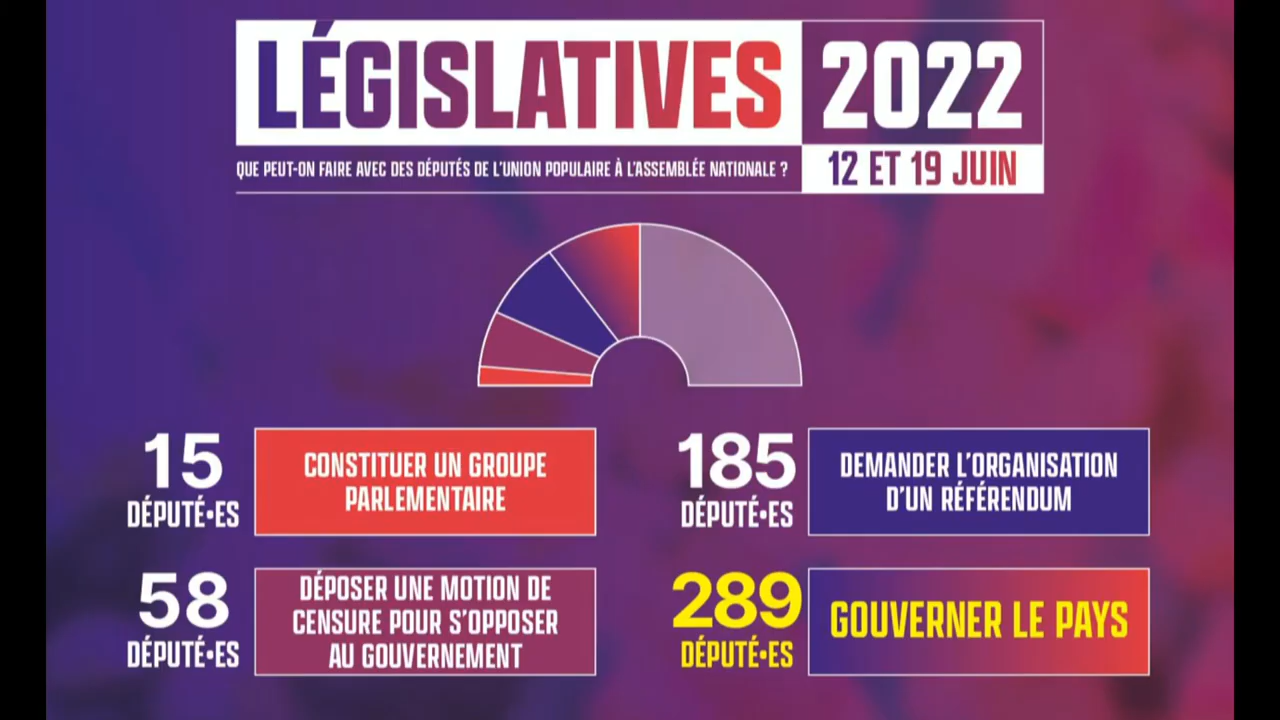 LÉGISLATIVES 2022
QUE PEUT-ON FAIRE AVEC DES DÉPUTÉS DE L'UNION POPULAIRE À L'ASSEMBLÉE NATIONALE ?
12 ET 19 JUIN
15
DÉPUTÉ•ES
CONSTITUER UN GROUPE
PARLEMENTAIRE
185
DÉPUTÉ•ES
DEMANDER L'ORGANISATION
D'UN RÉFÉRENDUM
58
DÉPUTÉ•ES
DÉPOSER UNE MOTION DE
CENSURE POUR S'OPPOSER
AU GOUVERNEMENT
289
DÉPUTÉ•ES
GOUVERNER LE PAYS